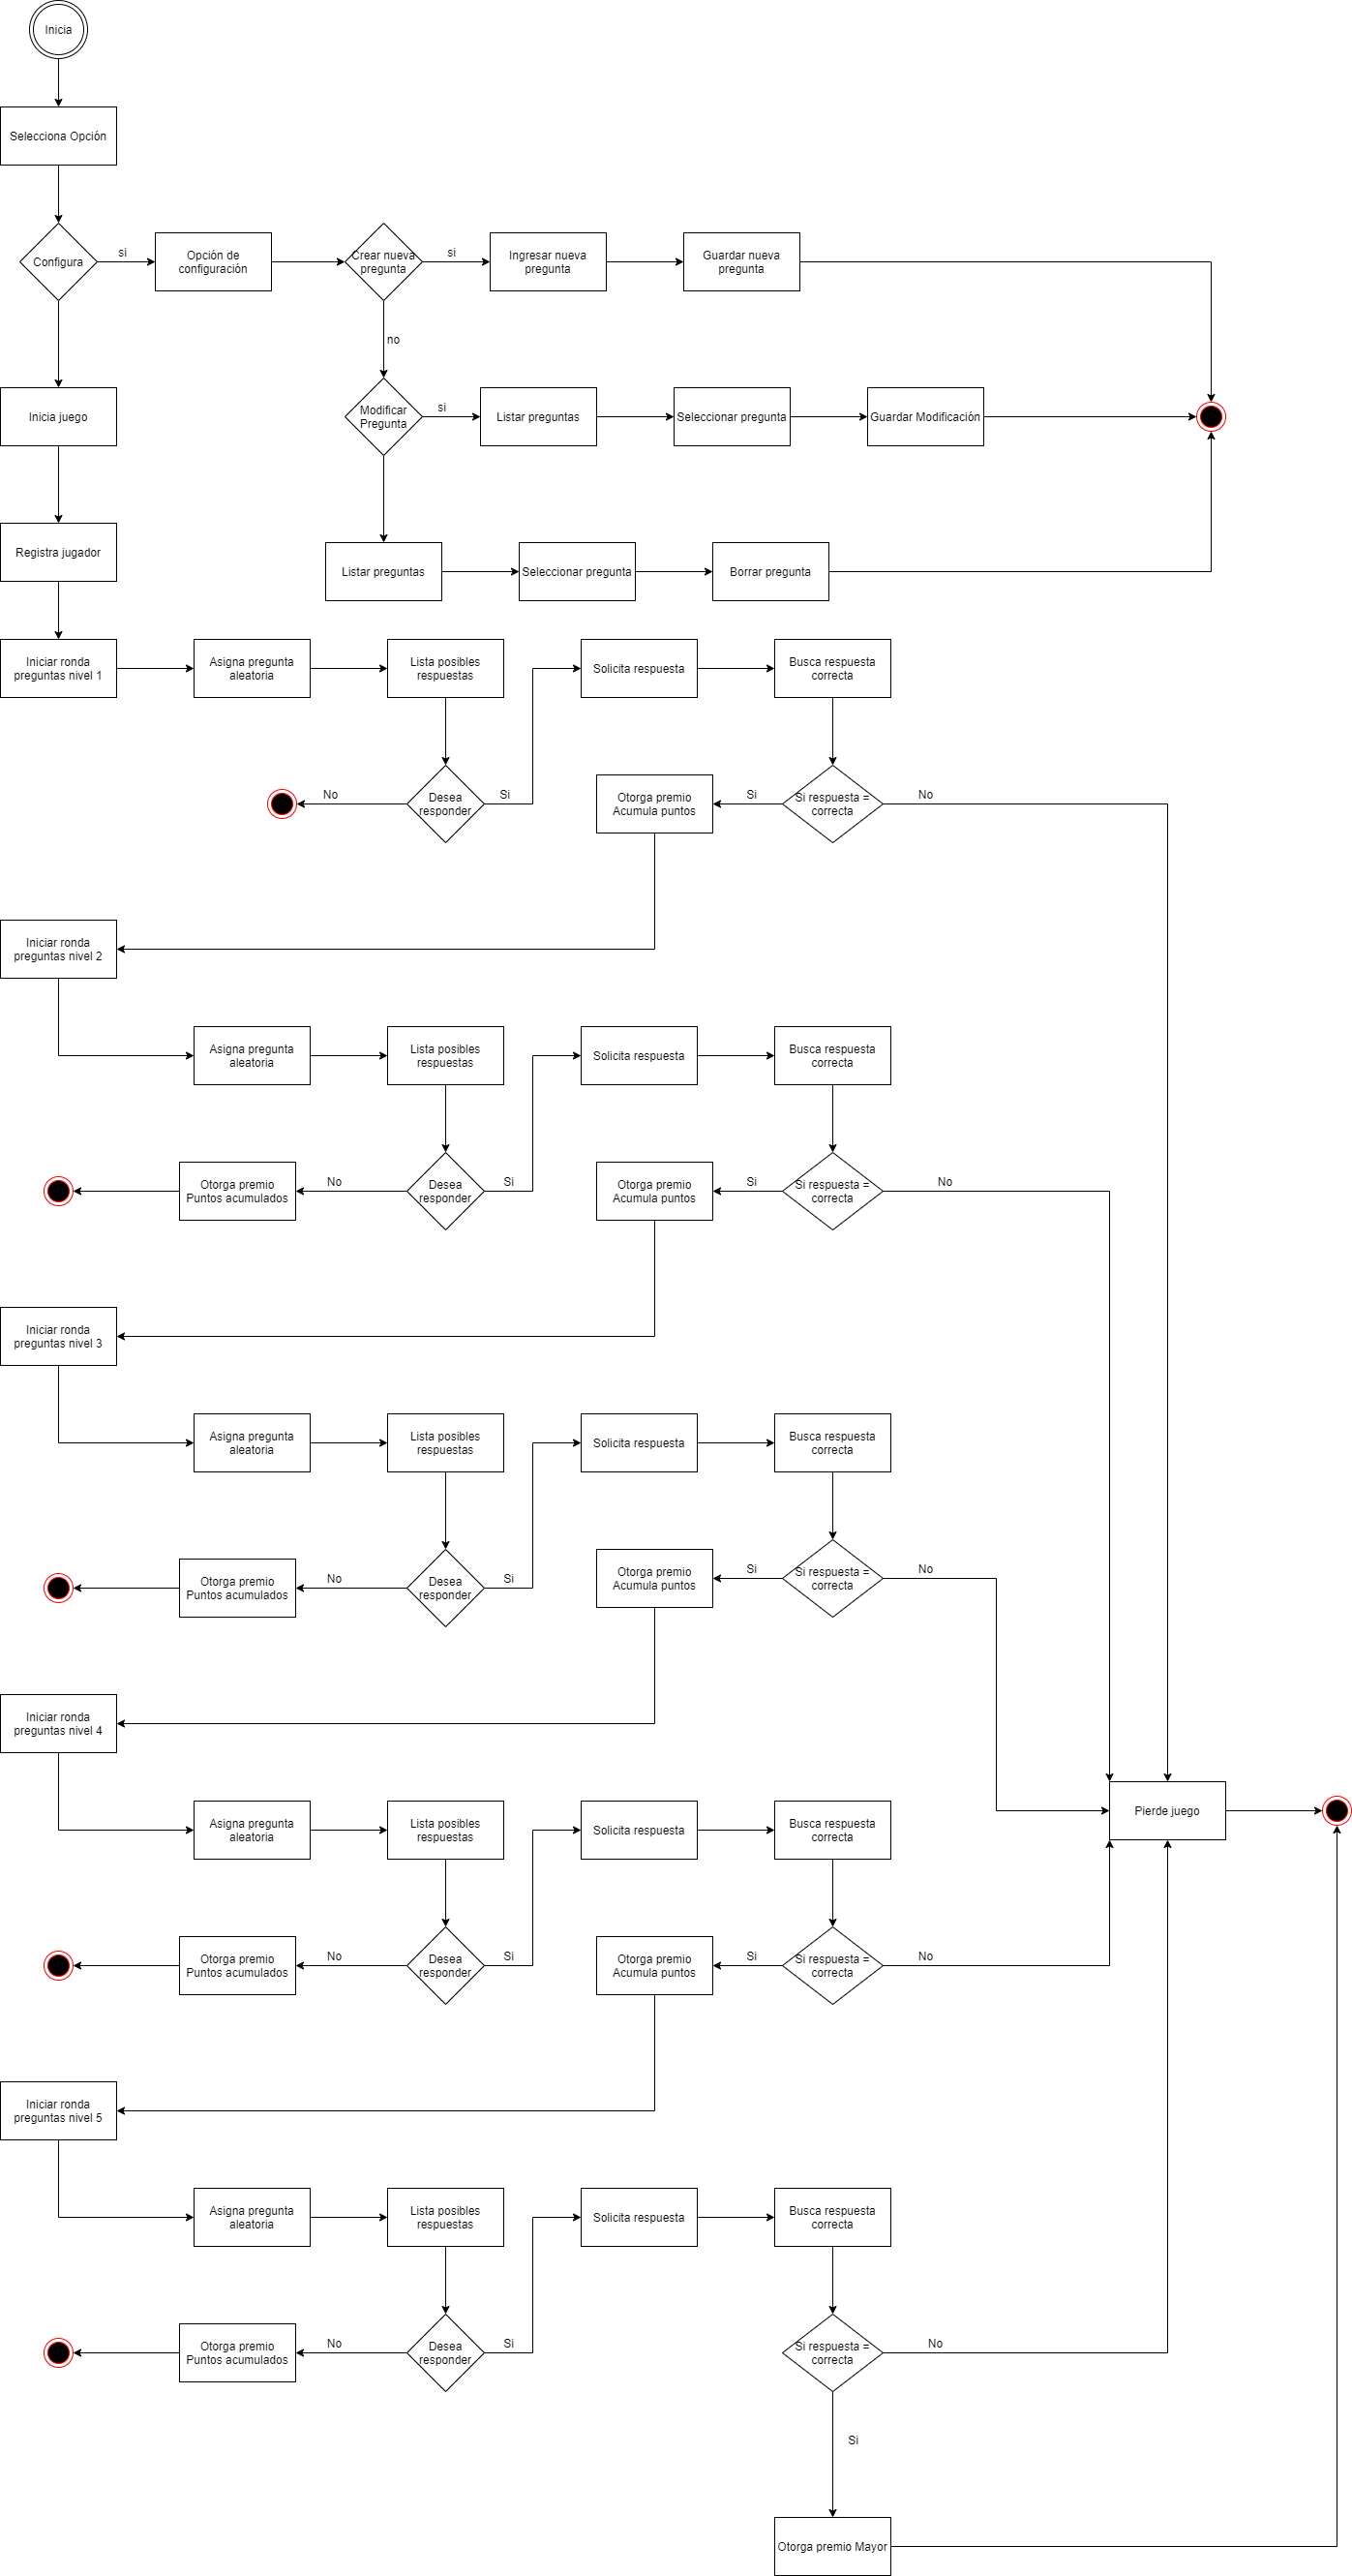 Inicia
Selecciona Opción
Configura
si
Opción de
configuración
Crear nueva
pregunta
si
Ingresar nueva
pregunta
Guardar nueva
pregunta
no
Inicia juego
Modificar
Pregunta
si
Listar preguntas
Seleccionar pregunta
Guardar Modificación
Registra jugador
Listar preguntas
Seleccionar pregunta
Borrar pregunta
Iniciar ronda
preguntas nivel 1
Asigna pregunta
aleatoria
Lista posibles
respuestas
Solicita respuesta
Busca respuesta
correcta
No
Desea
responder
Si
Otorga premio
Acumula puntos
Si
Si respuesta =
correcta
No
Iniciar ronda
preguntas nivel 2
Asigna pregunta
aleatoria
Lista posibles
respuestas
Solicita respuesta
Busca respuesta
correcta
Otorga premio
Puntos acumulados
No
Desea
responder
Si
Otorga premio
Acumula puntos
Si
Si respuesta =
correcta
No
Iniciar ronda
preguntas nivel 3
Asigna pregunta
aleatoria
Lista posibles
respuestas
Solicita respuesta
Busca respuesta
correcta
Otorga premio
Puntos acumulados
No
Desea
responder
Si
Otorga premio
Acumula puntos
Si
Si respuesta =
correcta
No
Iniciar ronda
preguntas nivel 4
Pierde juego
Asigna pregunta
aleatoria
Lista posibles
respuestas
Solicita respuesta
Busca respuesta
correcta
Otorga premio
Puntos acumulados
No
Desea
responder
Si
Otorga premio
Acumula puntos
Si
Si respuesta =
correcta
No
Iniciar ronda
preguntas nivel 5
Asigna pregunta
aleatoria
Lista posibles
respuestas
Solicita respuesta
Busca respuesta
correcta
Otorga premio
Puntos acumulados
No
Desea
responder
Si
Si respuesta =
correcta
No
Si
Otorga premio Mayor